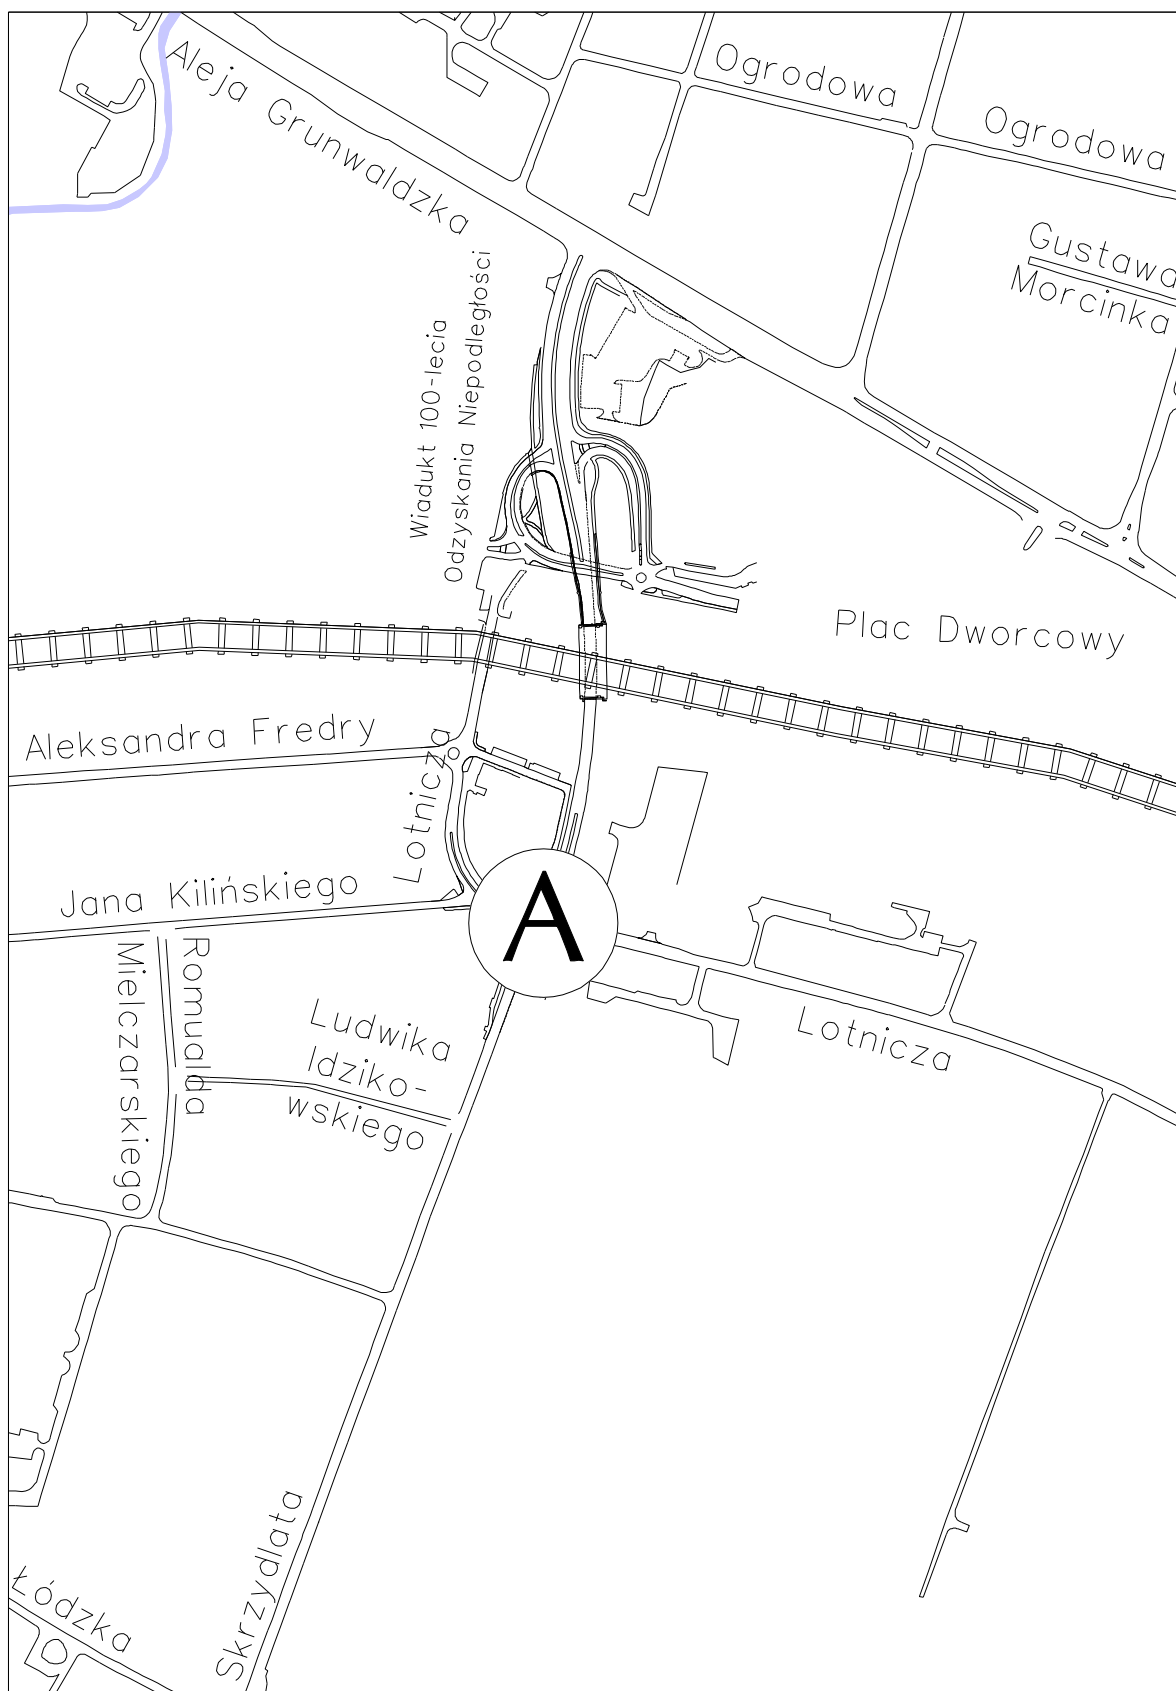 Aleja Grunwaldzka
Ogrodowa
Ogrodowa
Gustawa
Morcinka
Wiadukt 100-lecia
Odzyskania Niepodległości
Plac Dworcowy
Aleksandra Fredry
Lotnicza
Jana Kilińskiego
A
Romualda
Mielczarskiego
Ludwika
Idziko-
wskiego
Lotnicza
Skrzydlata
Łódzka